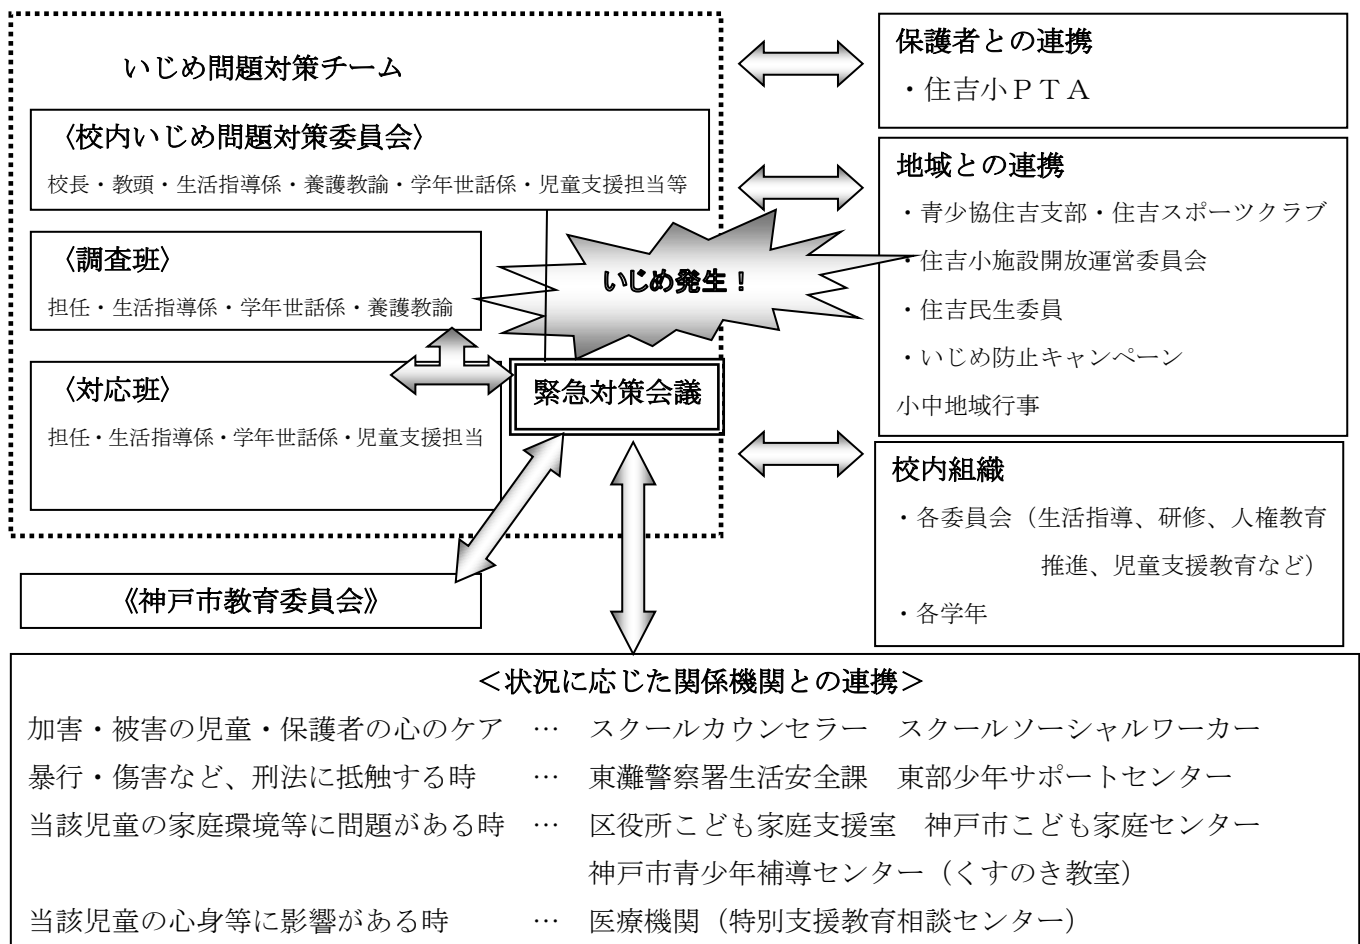 いじめ問題対策チーム
〈校内いじめ問題対策委員会〉
校長・教頭・生活指導係・養護教諭・学年世話係・児童支援担当等
〈調査班〉
担任・生活指導係・学年世話係・養護教諭
〈対応班〉
担任・生活指導係・学年世話係・児童支援担当
いじめ発生！
緊急対策会議
《神戸市教育委員会》
保護者との連携
・住吉小ＰＴＡ
地域との連携
・青少協住吉支部・住吉スポーツクラブ
・住吉小施設開放運営委員会
・住吉民生委員
・いじめ防止キャンペーン
小中地域行事
校内組織
・各委員会（生活指導、研修、人権教育
推進、児童支援教育など）
・各学年
＜状況に応じた関係機関との連携＞
加害・被害の児童・保護者の心のケア　…　スクールカウンセラー　スクールソーシャルワーカー
暴行・傷害など、刑法に抵触する時　…　東灘警察署生活安全課　東部少年サポートセンター
当該児童の家庭環境等に問題がある時　…　区役所こども家庭支援室　神戸市こども家庭センター
神戸市青少年補導センター（くすのき教室）
当該児童の心身等に影響がある時　…　医療機関（特別支援教育相談センター）